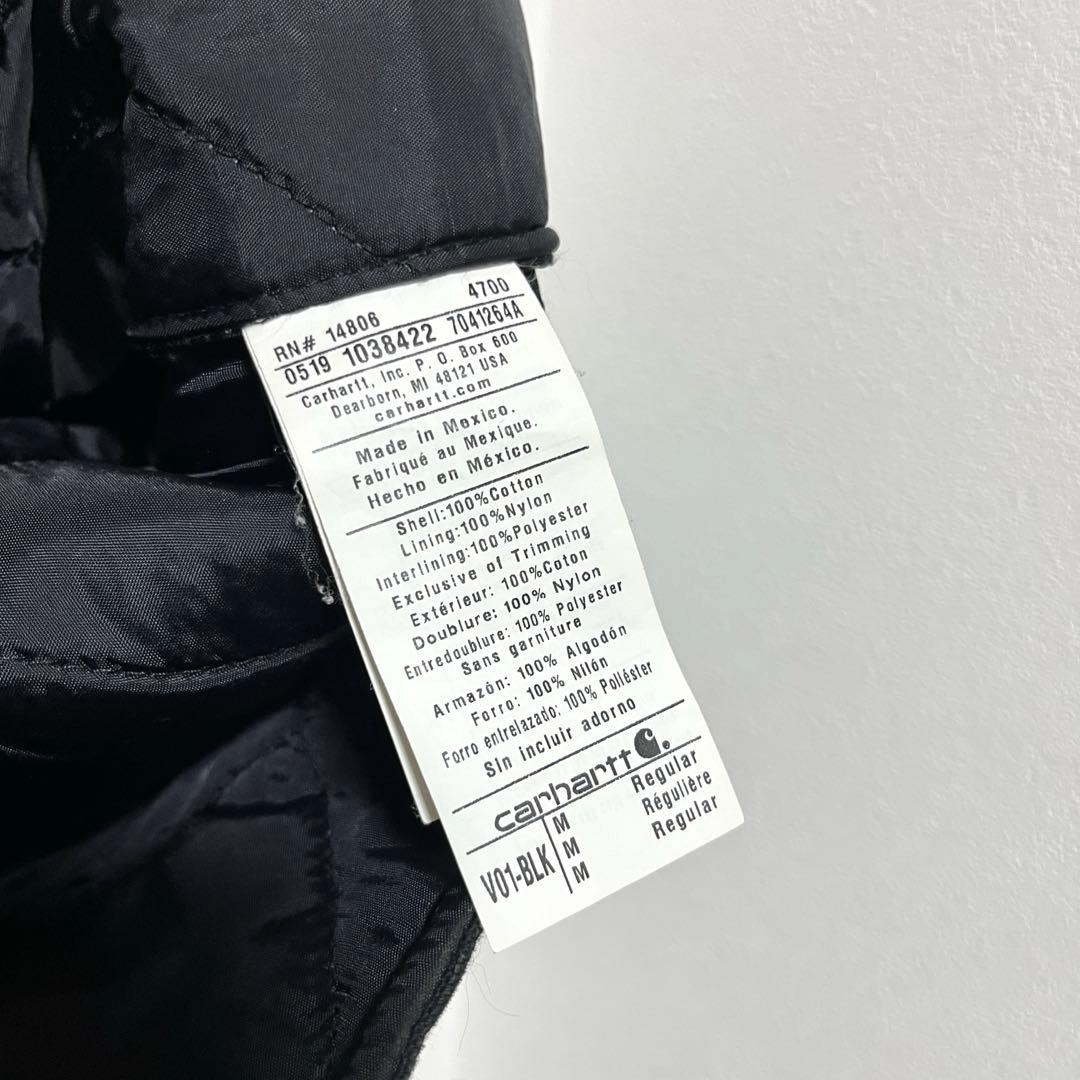 RN# 14806 4700
0519 1038422 7041264A
Carhartt, Inc. P. O. Box 600
Dearborn, MI 48121 USA
carhartt.com
Made in Mexico.
Fabriqué au Mexique.
Hecho en México.
Shell:100%Cotton
Lining:100%Nylon
Interlining:100%Polyester
Exclusive of Trimming
Extérieur: 100%Coton
Doublure: 100% Nylon
Entredoublure: 100% Polyester
Sans garniture
Armazón: 100% Algodón
Forro: 100% Nilón
Forro entrelazado: 100% Poliéster
Sin incluir adorno
carhartt
V01-BLK
M Regular
M Régulière
M Regular